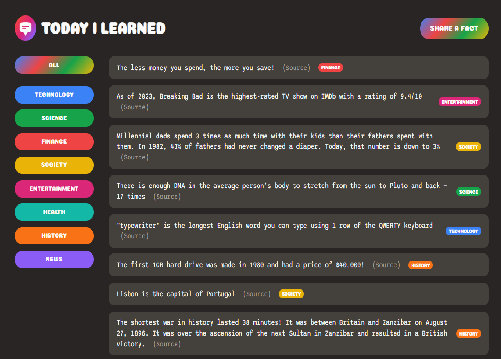 TODAY I LEARNED
SHARE A FACT
ALL
TECHNOLOGY
SCIENCE
FINANCE
SOCIETY
ENTERTAINMENT
HEALTH
HISTORY
NEWS
The less money you spend, the more you save! (Source) FINANCE
As of 2023, Breaking Bad is the highest-rated TV show on IMDb with a rating of 9.4/10
(Source) ENTERTAINMENT
Millennial dads spend 3 times as much time with their kids than their fathers spent with
them. In 1982, 43% of fathers had never changed a diaper. Today, that number is down to 3%
(Source) SOCIETY
There is enough DNA in the average person's body to stretch from the sun to Pluto and back -
17 times (Source) SCIENCE
"typewriter" is the longest English word you can type using 1 row of the QWERTY keyboard
(Source) TECHNOLOGY
The first 1GB hard drive was made in 1980 and had a price of $40,000! (Source) HISTORY
Lisbon is the capital of Portugal (Source) SOCIETY
The shortest war in history lasted 38 minutes! It was between Britain and Zanzibar on August
27, 1896. It was over the ascension of the next Sultan in Zanzibar and resulted in a British
victory. (Source) HISTORY